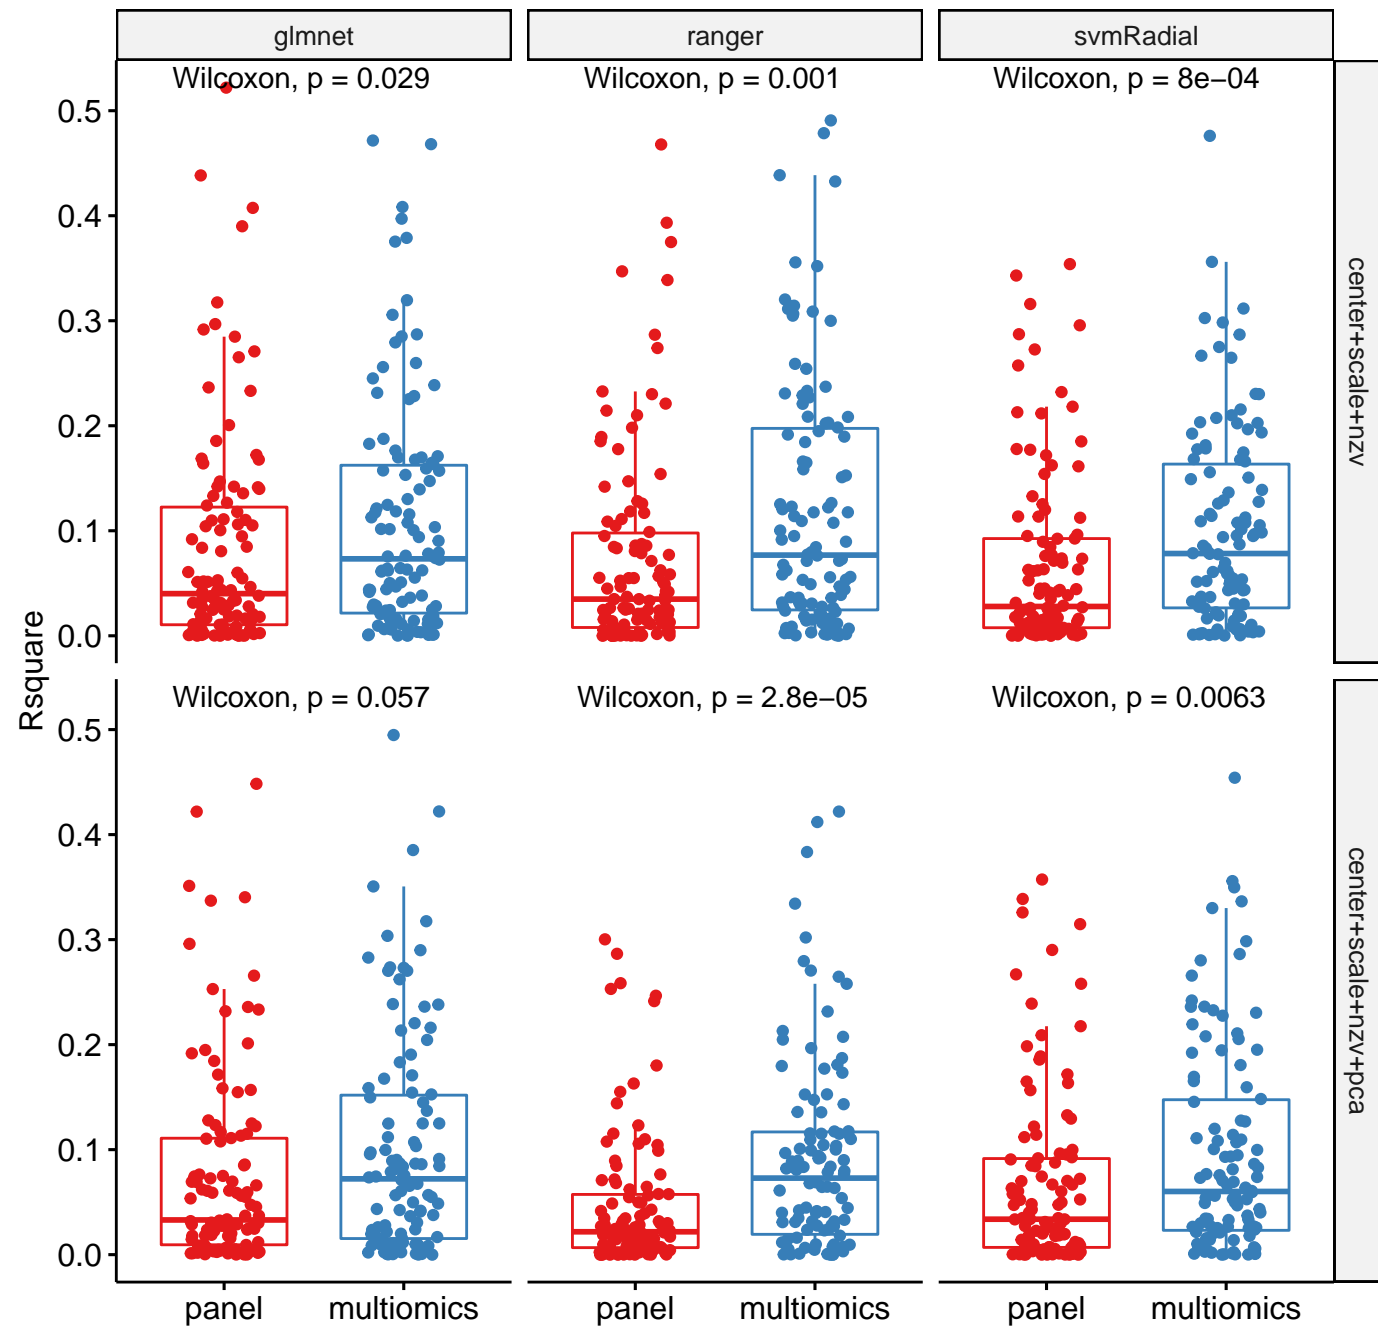 glmnet ranger svmRadial
Wilcoxon, p = 0.029 Wilcoxon, p = 0.001 Wilcoxon, p = 8e−04
0.5
0.4
0.3
0.2
0.1
0.0
center+scale+nzv
Rsquare
Wilcoxon, p = 0.057 Wilcoxon, p = 2.8e−05 Wilcoxon, p = 0.0063
0.5
0.4
0.3
0.2
0.1
0.0
center+scale+nzv+pca
panel multiomics panel multiomics panel multiomics